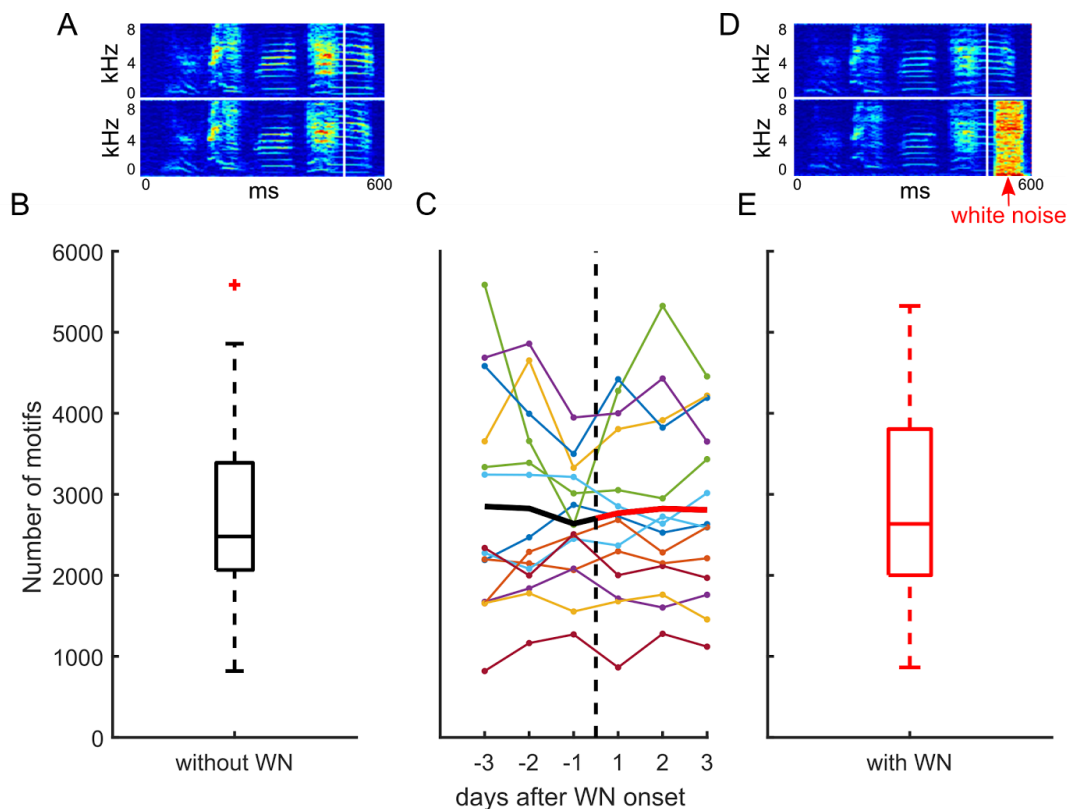 A
8
4
0
kHz
8
4
0
kHz
0
ms
600
D
8
4
0
kHz
8
4
0
kHz
0
ms
600
white noise
B
Number of motifs
6000
5000
4000
3000
2000
1000
0
without WN
C
-3 -2 -1 1 2 3
days after WN onset
E
with WN